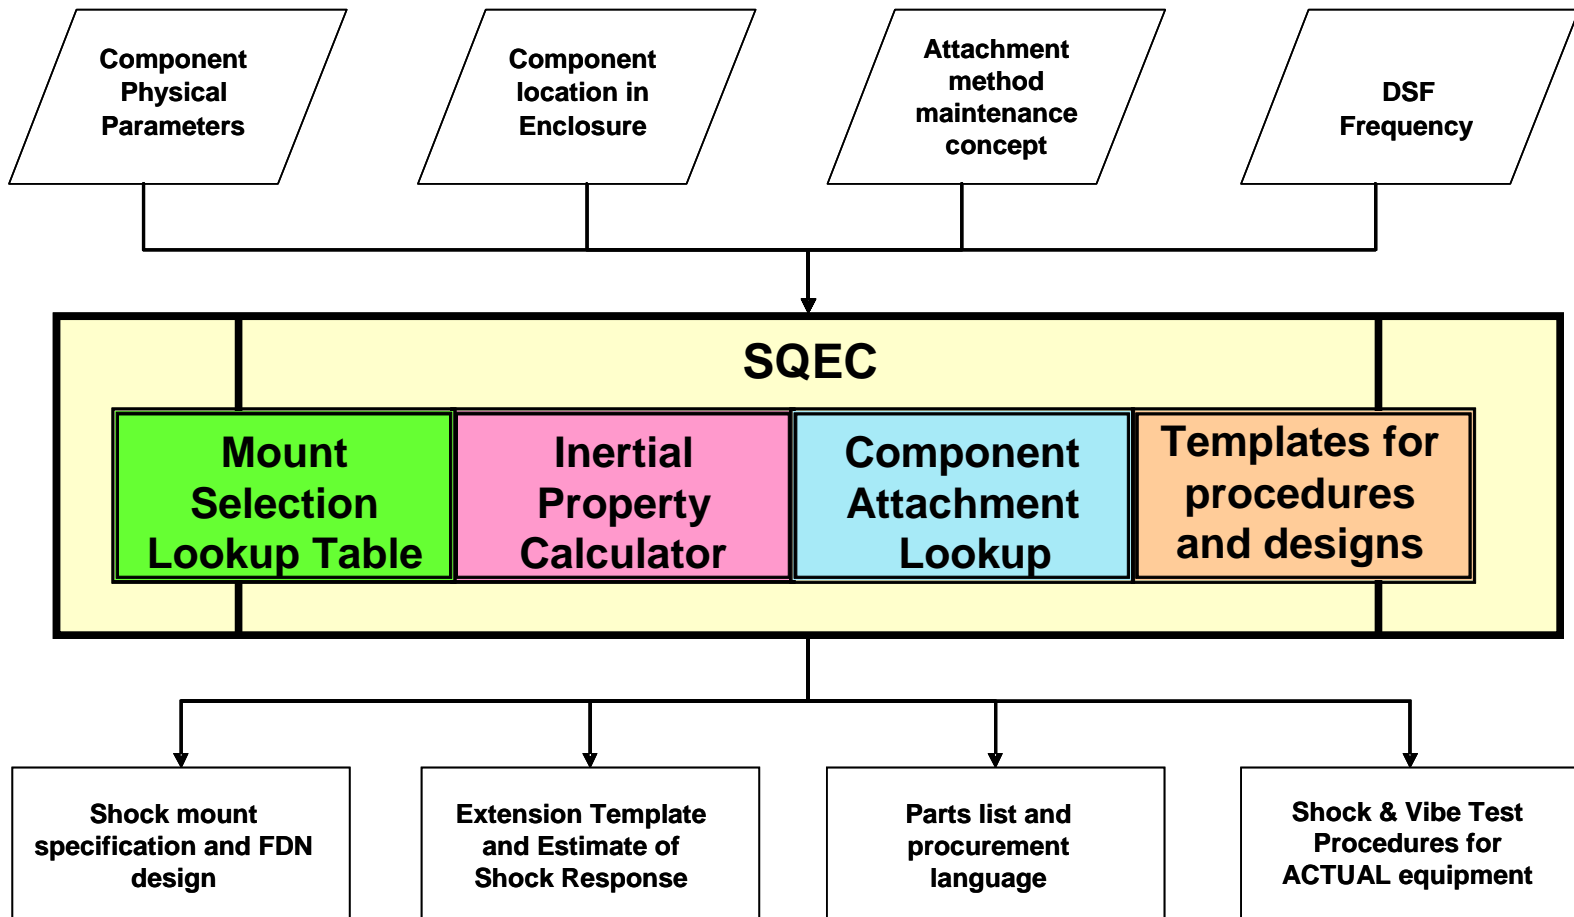 Component
Physical
Parameters
Component
location in
Enclosure
Attachment
method
maintenance
concept
DSF
Frequency
SQEC
Mount
Selection
Lookup Table
Inertial
Property
Calculator
Component
Attachment
Lookup
Templates for
procedures
and designs
Shock mount
specification and FDN
design
Extension Template
and Estimate of
Shock Response
Parts list and
procurement
language
Shock & Vibe Test
Procedures for
ACTUAL equipment